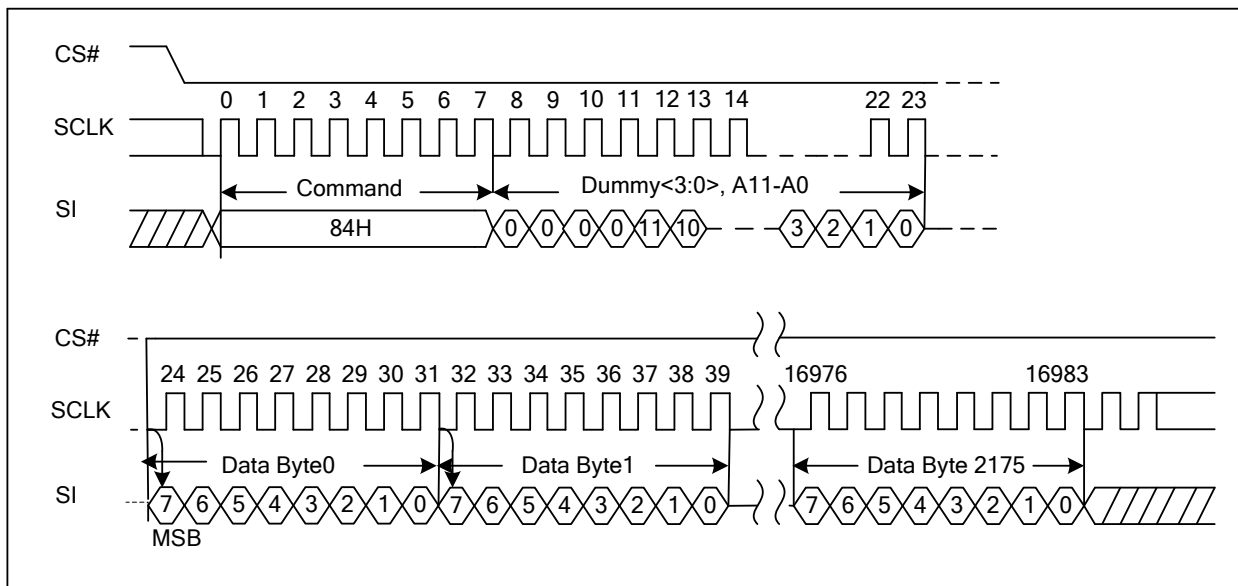 CS#
0 1 2 3 4 5 6 7 8 9 10 11 12 13 14 22 23
SCLK
Command Dummy<3:0>, A11-A0
SI
84H 0 0 0 0 11 10 3 2 1 0
CS#
24 25 26 27 28 29 30 31 32 33 34 35 36 37 38 39 16976 16983
SCLK
Data Byte0 Data Byte1 Data Byte 2175
SI 7 6 5 4 3 2 1 0 7 6 5 4 3 2 1 0 7 6 5 4 3 2 1 0
MSB